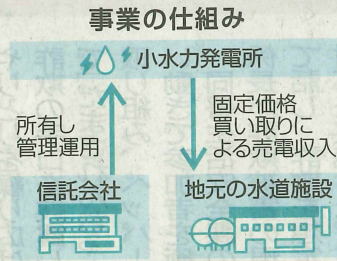 事業の仕組み
小水力発電所
所有し
管理運用
固定価格
買い取りに
よる売電収入
信託会社
地元の水道施設